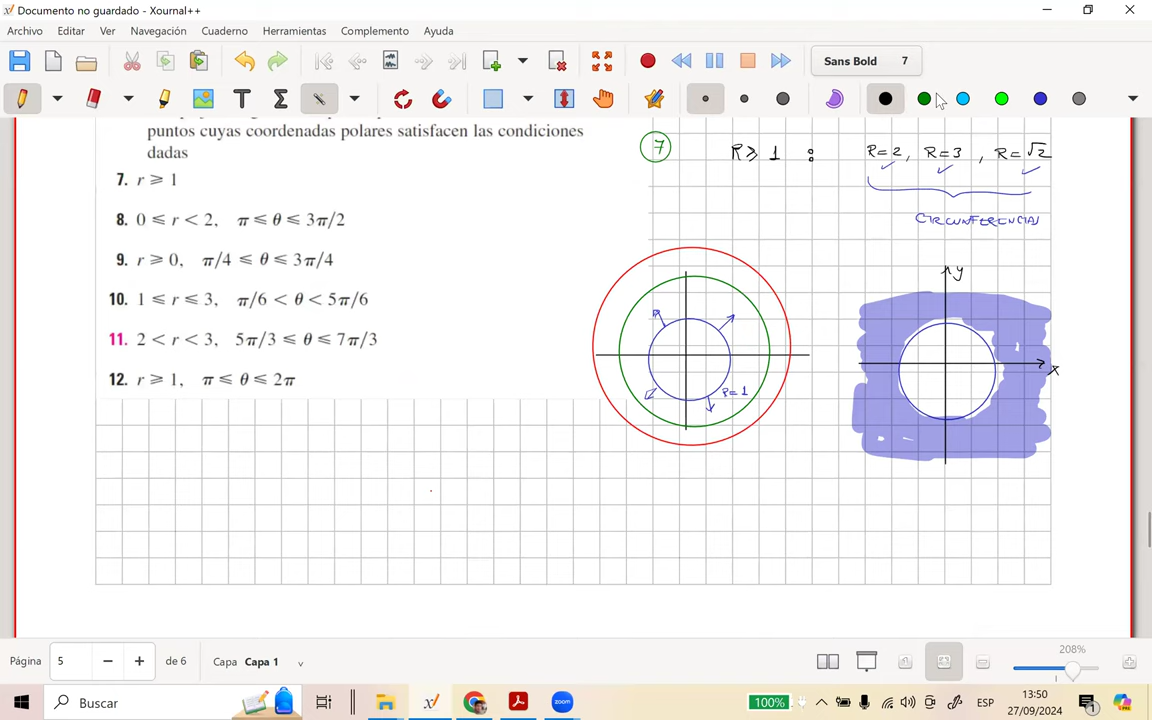 Documento no guardado - Xournal++
Archivo Editar Ver Navegación Cuaderno Herramientas Complemento Ayuda
Sans Bold 7
puntos cuyas coordenadas polares satisfacen las condiciones
dadas
7. r ⩾ 1
8. 0 ⩽ r < 2, π ⩽ θ ⩽ 3π/2
9. r ⩾ 0, π/4 ⩽ θ ⩽ 3π/4
10. 1 ⩽ r ⩽ 3, π/6 < θ < 5π/6
11. 2 < r < 3, 5π/3 ⩽ θ ⩽ 7π/3
12. r ⩾ 1, π ⩽ θ ⩽ 2π
7 R ⩾ 1 : R=2, R=3, R=√2
CIRCUNFERENCIAS
R=1
y
x
Página 5 de 6 Capa Capa 1 208%
Buscar 100% ESP 13:50
27/09/2024 1